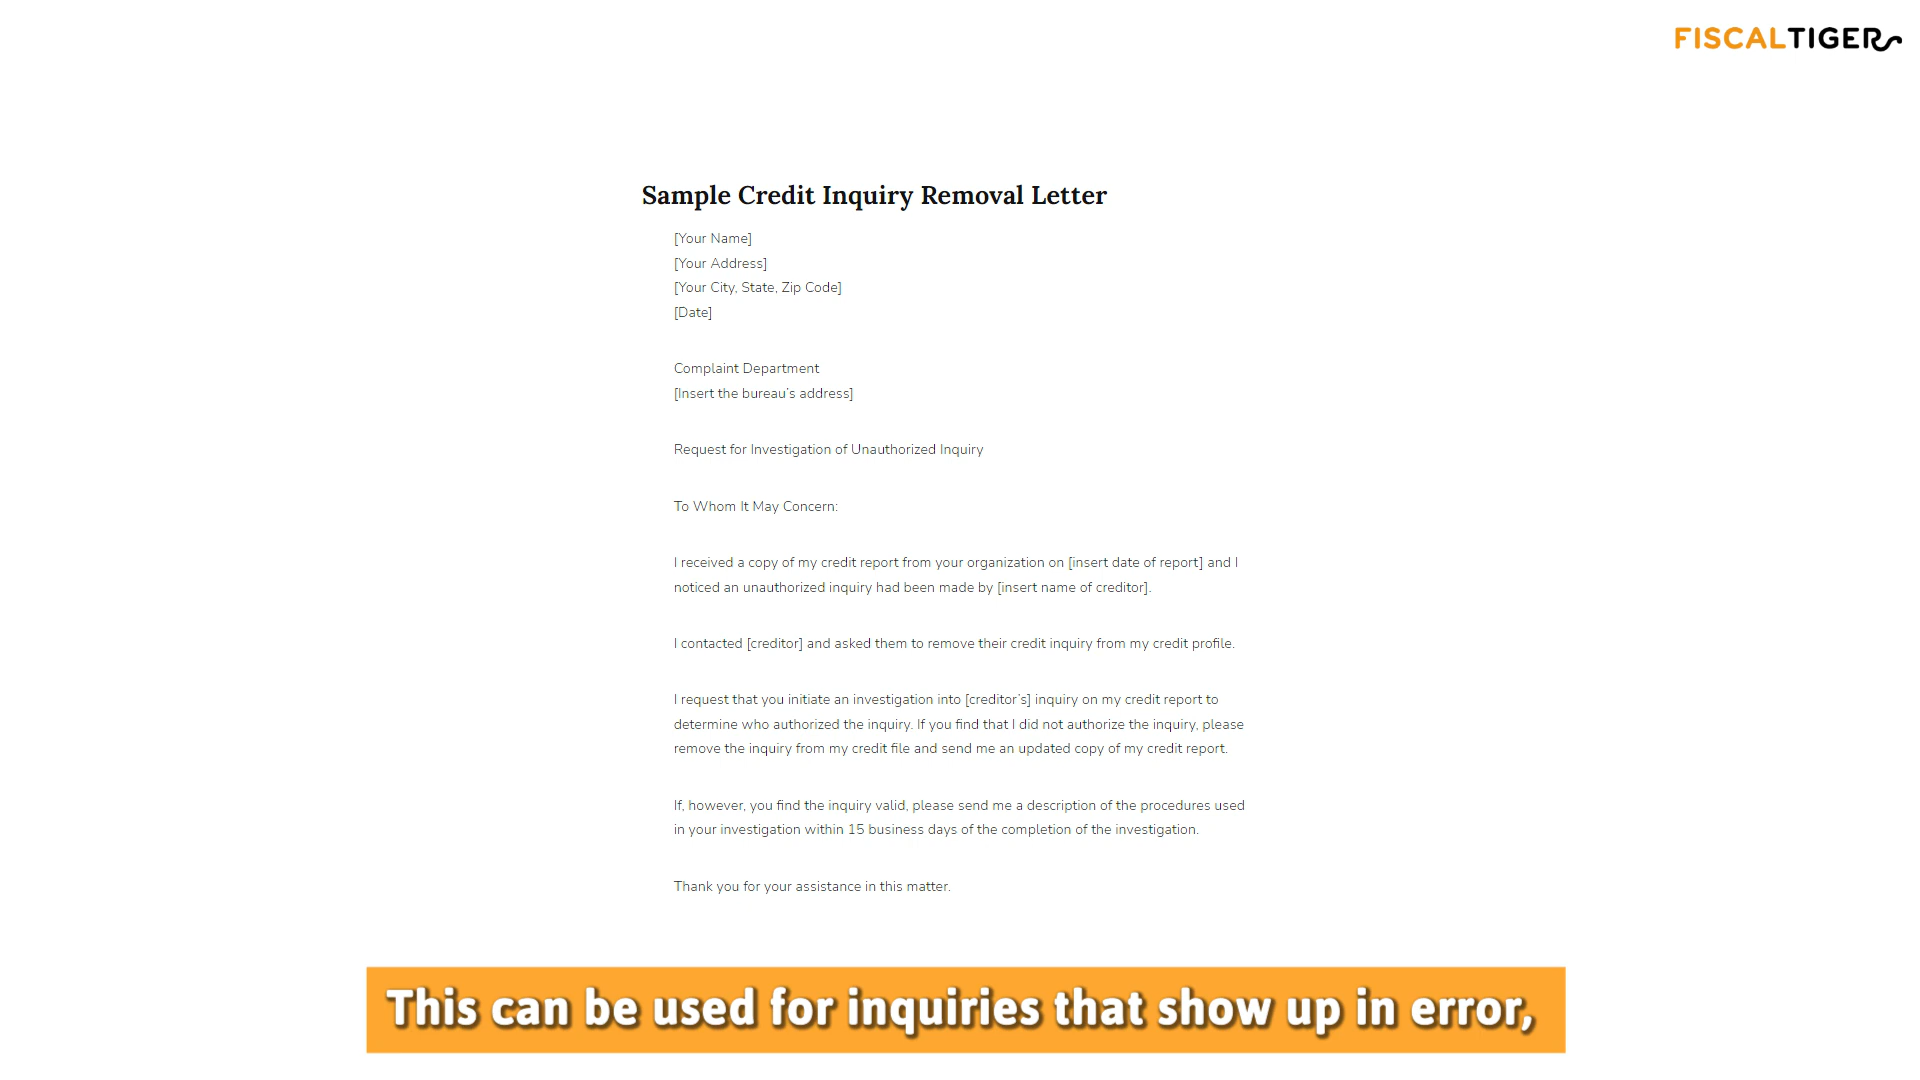 FISCALTIGER
Sample Credit Inquiry Removal Letter
[Your Name]
[Your Address]
[Your City, State, Zip Code]
[Date]
Complaint Department
[Insert the bureau’s address]
Request for Investigation of Unauthorized Inquiry
To Whom It May Concern:
I received a copy of my credit report from your organization on [insert date of report] and I
noticed an unauthorized inquiry had been made by [insert name of creditor].
I contacted [creditor] and asked them to remove their credit inquiry from my credit profile.
I request that you initiate an investigation into [creditor’s] inquiry on my credit report to
determine who authorized the inquiry. If you find that I did not authorize the inquiry, please
remove the inquiry from my credit file and send me an updated copy of my credit report.
If, however, you find the inquiry valid, please send me a description of the procedures used
in your investigation within 15 business days of the completion of the investigation.
Thank you for your assistance in this matter.
This can be used for inquiries that show up in error,